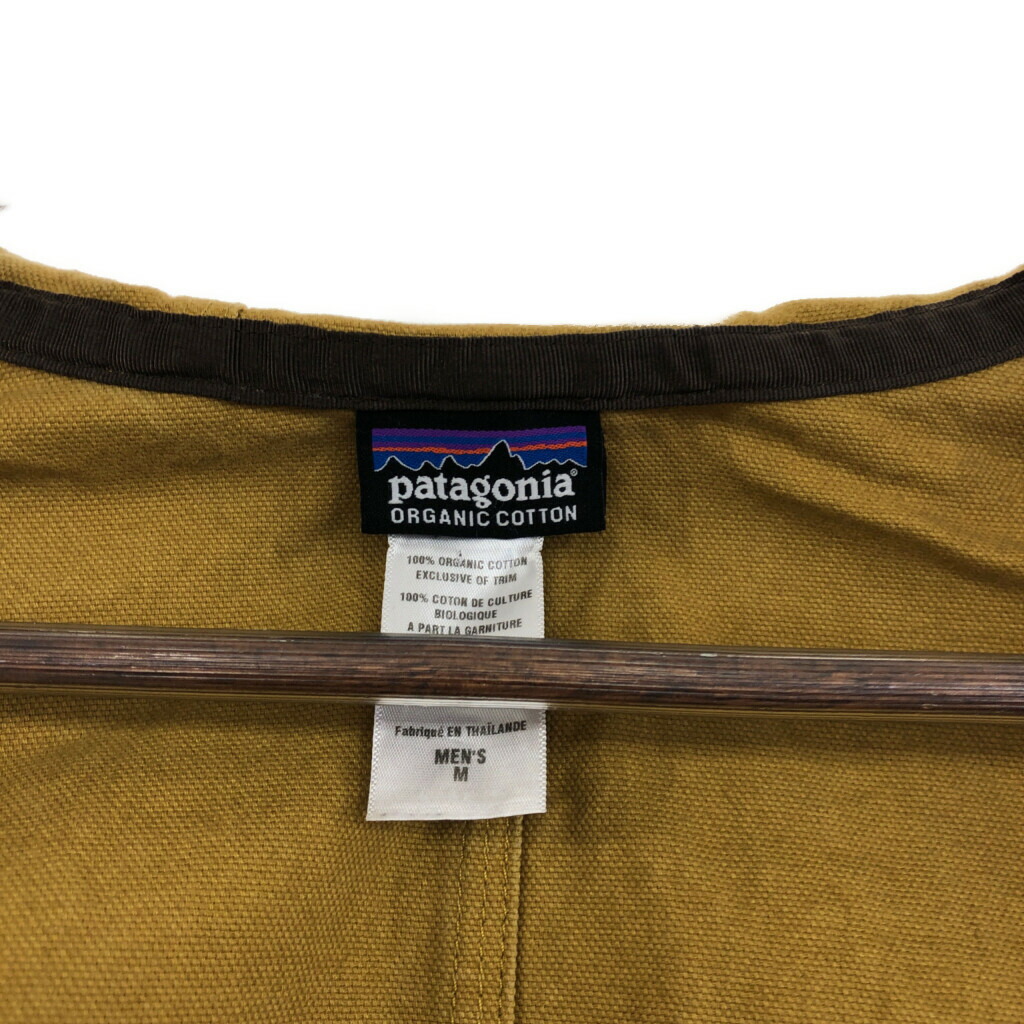 patagonia®
ORGANIC COTTON
100% ORGANIC COTTON
EXCLUSIVE OF TRIM
100% COTON DE CULTURE
BIOLOGIQUE
A PART LA GARNITURE
Fabriqué EN THAÏLANDE
MEN'S
M